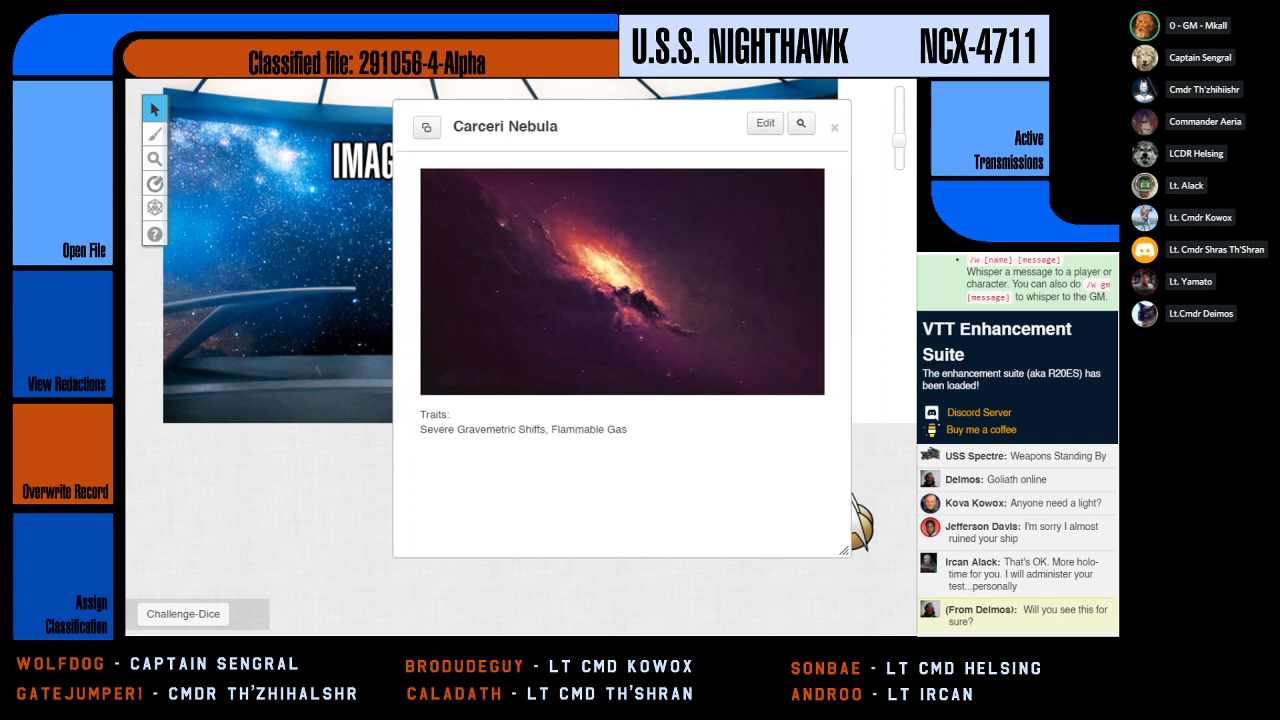 Classified file: 291056-4-Alpha
U.S.S. NIGHTHAWK
NCX-4711
Open File
View Redactions
Overwrite Record
Assign
Classification
IMAG
Carceri Nebula
Edit
Traits:
Severe Gravemetric Shifts, Flammable Gas
Challenge-Dice
Active
Transmissions
/w [name] [message]
Whisper a message to a player or
character. You can also do /w gm
[message] to whisper to the GM.
VTT Enhancement
Suite
The enhancement suite (aka R20ES) has
been loaded!
Discord Server
Buy me a coffee
USS Spectre: Weapons Standing By
Deimos: Goliath online
Kova Kowox: Anyone need a light?
Jefferson Davis: I'm sorry I almost
ruined your ship
Ircan Alack: That's OK. More holo-
time for you. I will administer your
test...personally
(From Deimos): Will you see this for
sure?
0 - GM - Mkall
Captain Sengral
Cmdr Th'zhihiishr
Commander Aeria
LCDR Helsing
Lt. Alack
Lt. Cmdr Kowox
Lt. Cmdr Shras Th'Shran
Lt. Yamato
Lt.Cmdr Deimos
WOLFDOG - CAPTAIN SENGRAL
GATEJUMPER1 - CMDR TH'ZHIHALSHR
BRODUDEGUY - LT CMD KOWOX
CALADATH - LT CMD TH'SHRAN
SONBAE - LT CMD HELSING
ANDROO - LT IRCAN